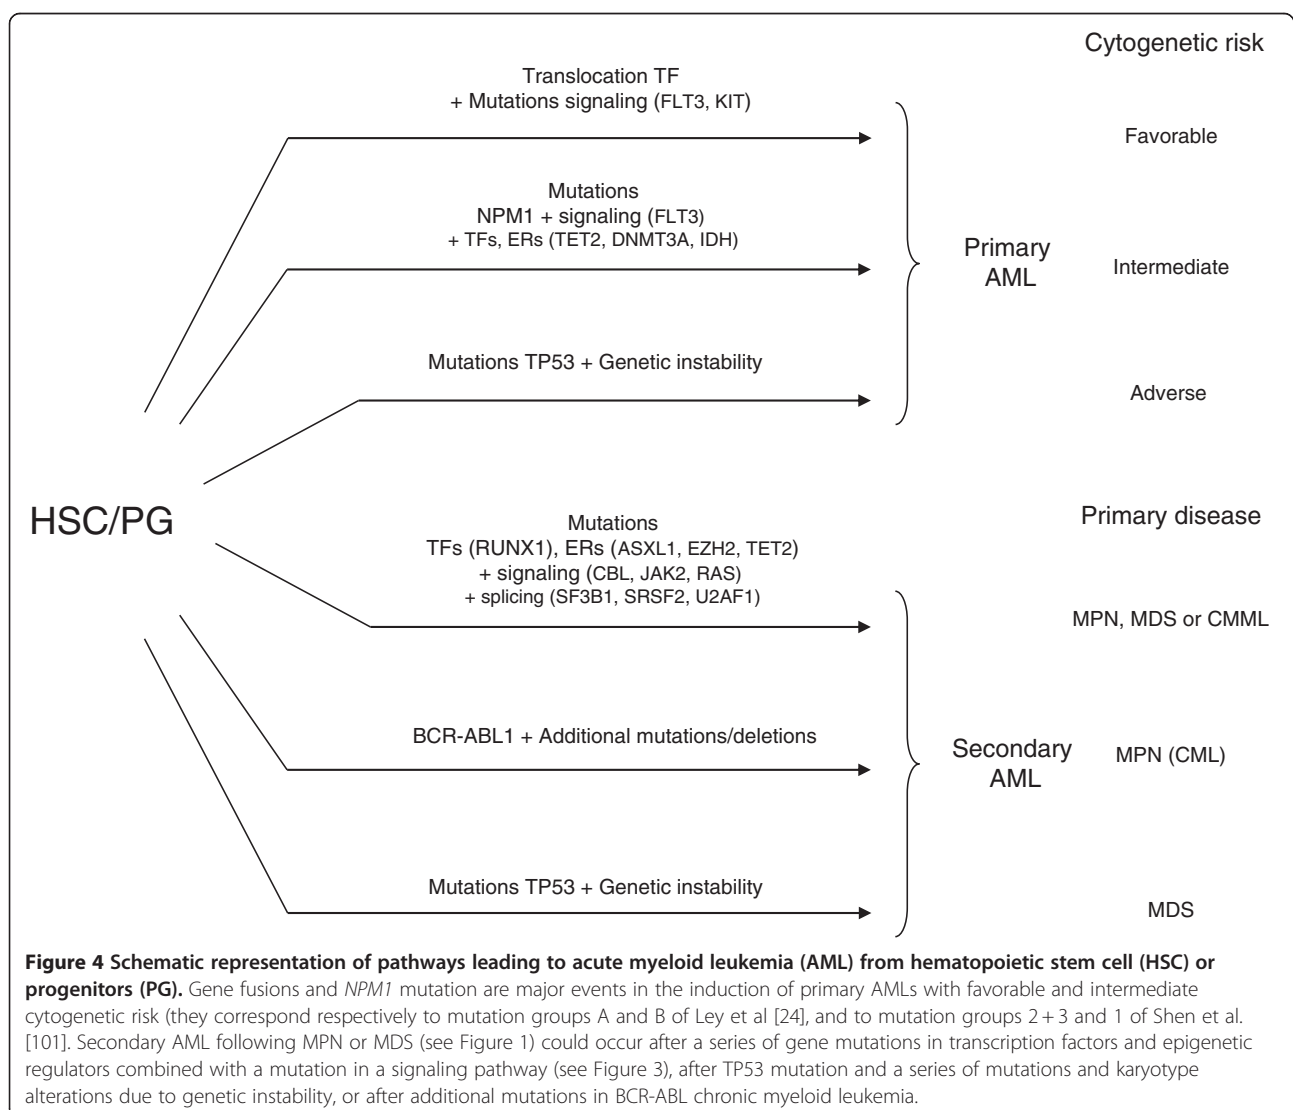 Cytogenetic risk
Translocation TF
+ Mutations signaling (FLT3, KIT)
Favorable
Mutations
NPM1 + signaling (FLT3)
+ TFs, ERs (TET2, DNMT3A, IDH)
Primary
AML
Intermediate
Mutations TP53 + Genetic instability
Adverse
HSC/PG
Primary disease
Mutations
TFs (RUNX1), ERs (ASXL1, EZH2, TET2)
+ signaling (CBL, JAK2, RAS)
+ splicing (SF3B1, SRSF2, U2AF1)
MPN, MDS or CMML
BCR-ABL1 + Additional mutations/deletions
Secondary
AML
MPN (CML)
Mutations TP53 + Genetic instability
MDS
Figure 4 Schematic representation of pathways leading to acute myeloid leukemia (AML) from hematopoietic stem cell (HSC) or
progenitors (PG). Gene fusions and NPM1 mutation are major events in the induction of primary AMLs with favorable and intermediate
cytogenetic risk (they correspond respectively to mutation groups A and B of Ley et al [24], and to mutation groups 2 + 3 and 1 of Shen et al.
[101]. Secondary AML following MPN or MDS (see Figure 1) could occur after a series of gene mutations in transcription factors and epigenetic
regulators combined with a mutation in a signaling pathway (see Figure 3), after TP53 mutation and a series of mutations and karyotype
alterations due to genetic instability, or after additional mutations in BCR-ABL chronic myeloid leukemia.